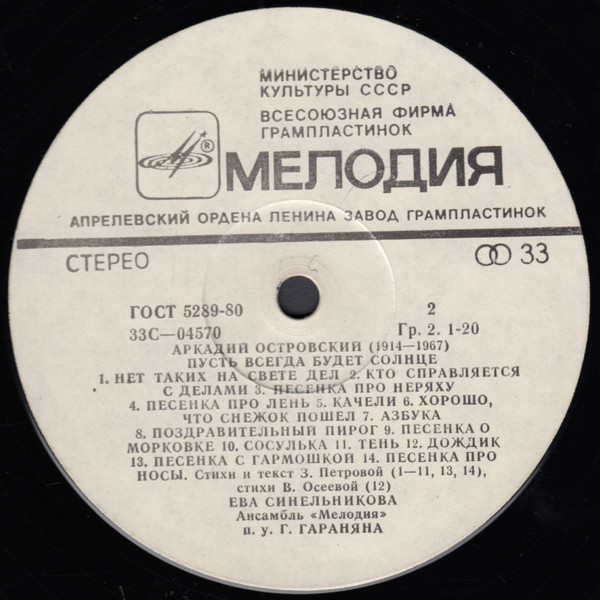 МИНИСТЕРСТВО
КУЛЬТУРЫ СССР
ВСЕСОЮЗНАЯ ФИРМА
ГРАМПЛАСТИНОК
® МЕЛОДИЯ
АПРЕЛЕВСКИЙ ОРДЕНА ЛЕНИНА ЗАВОД ГРАМПЛАСТИНОК
СТЕРЕО 33
ГОСТ 5289-80 2
33С—04570 Гр. 2. 1-20
АРКАДИЙ ОСТРОВСКИЙ (1914—1967)
ПУСТЬ ВСЕГДА БУДЕТ СОЛНЦЕ
1. НЕТ ТАКИХ НА СВЕТЕ ДЕЛ 2. КТО СПРАВЛЯЕТСЯ
С ДЕЛАМИ 3. ПЕСЕНКА ПРО НЕРЯХУ
4. ПЕСЕНКА ПРО ЛЕНЬ 5. КАЧЕЛИ 6. ХОРОШО,
ЧТО СНЕЖОК ПОШЕЛ 7. АЗБУКА
8. ПОЗДРАВИТЕЛЬНЫЙ ПИРОГ 9. ПЕСЕНКА О
МОРКОВКЕ 10. СОСУЛЬКА 11. ТЕНЬ 12. ДОЖДИК
13. ПЕСЕНКА С ГАРМОШКОЙ 14. ПЕСЕНКА ПРО
НОСЫ. Стихи и текст З. Петровой (1—11, 13, 14),
стихи В. Осеевой (12)
ЕВА СИНЕЛЬНИКОВА
Ансамбль «Мелодия»
п. у. Г. ГАРАНЯНА